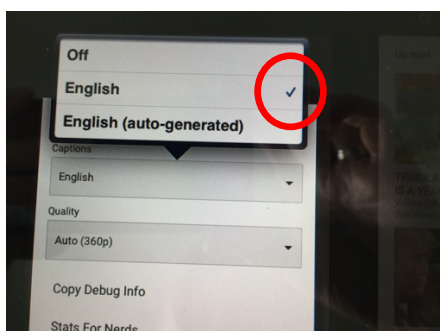 Off
English
English (auto-generated)
Captions
English
Quality
Auto (360p)
Copy Debug Info
Stats For Nerds